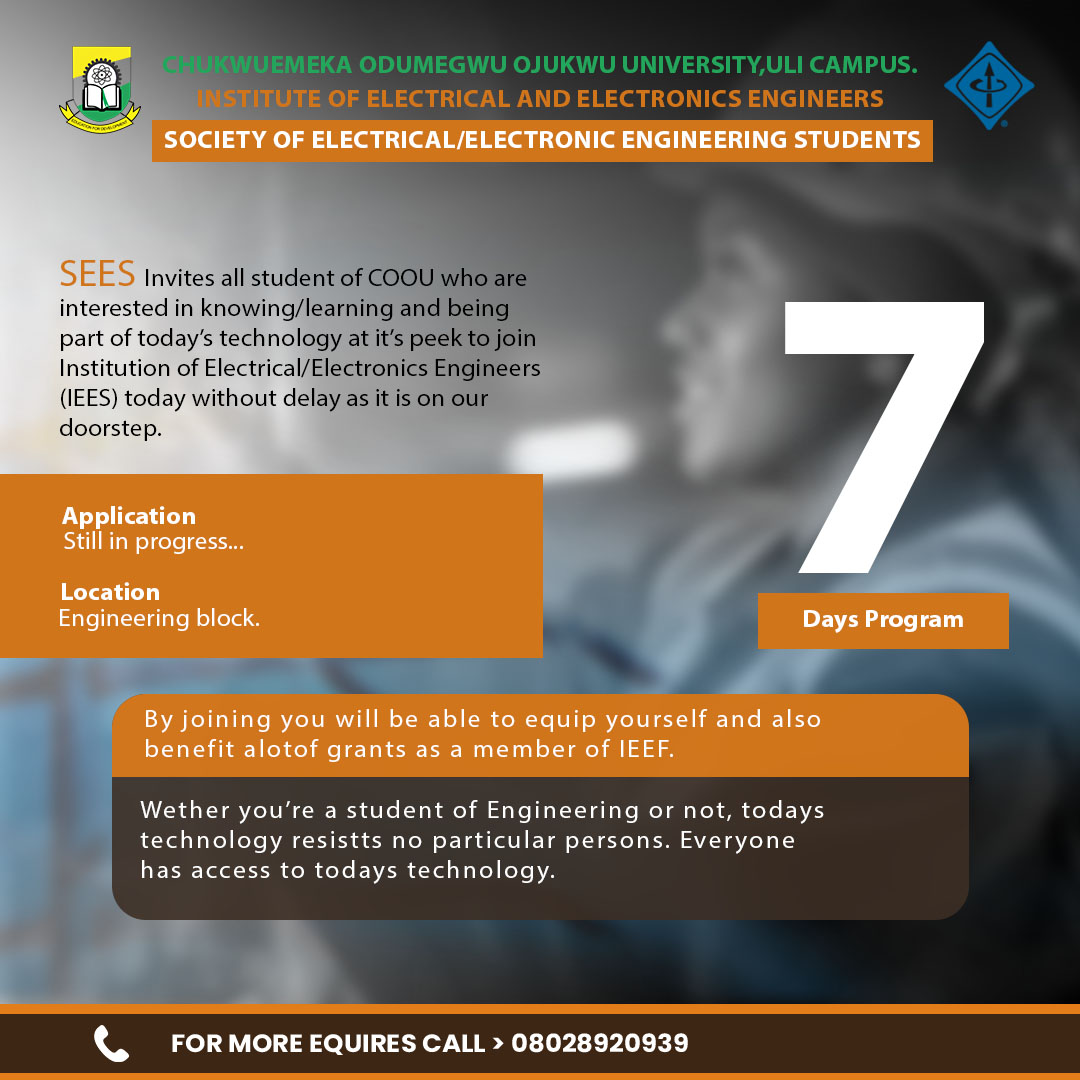 CHUKWUEMEKA ODUMEGWU OJUKWU UNIVERSITY,ULI CAMPUS.
INSTITUTE OF ELECTRICAL AND ELECTRONICS ENGINEERS
SOCIETY OF ELECTRICAL/ELECTRONIC ENGINEERING STUDENTS
EDUCATION FOR DEVELOPMENT
SEES Invites all student of COOU who are
interested in knowing/learning and being
part of today’s technology at it’s peek to join
Institution of Electrical/Electronics Engineers
(IEES) today without delay as it is on our
doorstep.
7
Days Program
Application
Still in progress...
Location
Engineering block.
By joining you will be able to equip yourself and also
benefit alotof grants as a member of IEEF.
Wether you’re a student of Engineering or not, todays
technology resistts no particular persons. Everyone
has access to todays technology.
FOR MORE EQUIRES CALL > 08028920939